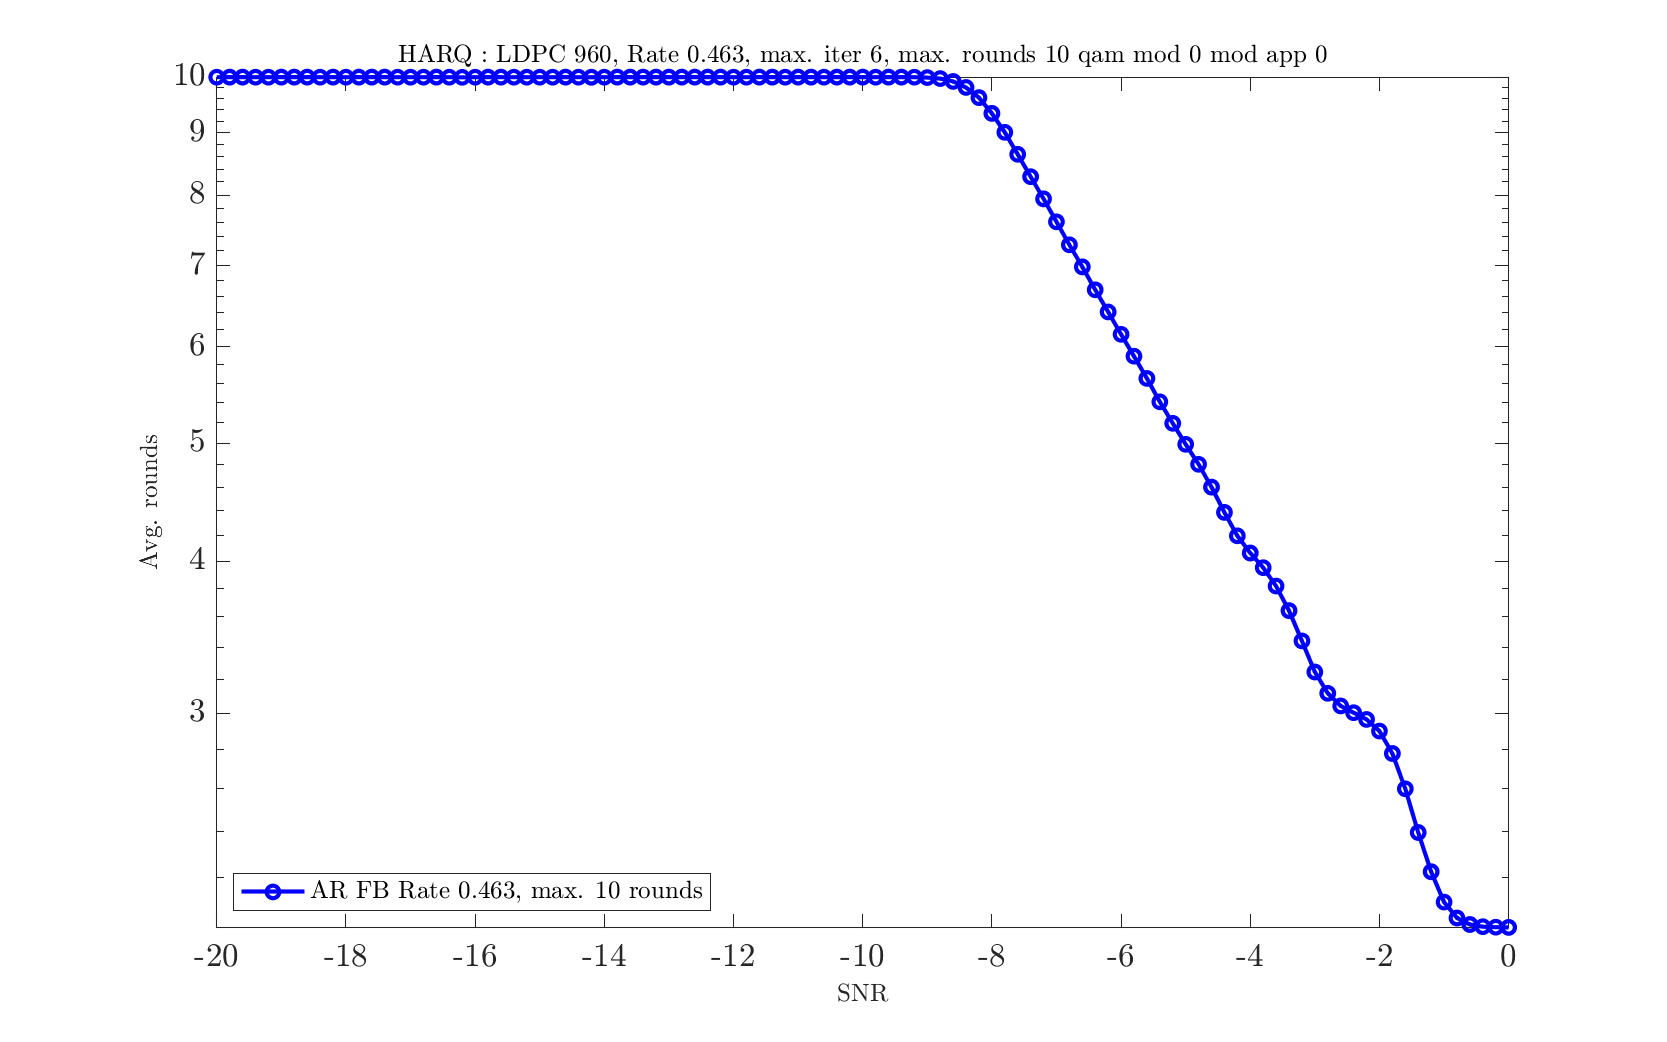 HARQ : LDPC 960, Rate 0.463, max. iter 6, max. rounds 10 qam mod 0 mod app 0
10
9
8
7
6
5
4
3
Avg. rounds
AR FB Rate 0.463, max. 10 rounds
-20 -18 -16 -14 -12 -10 -8 -6 -4 -2 0
SNR